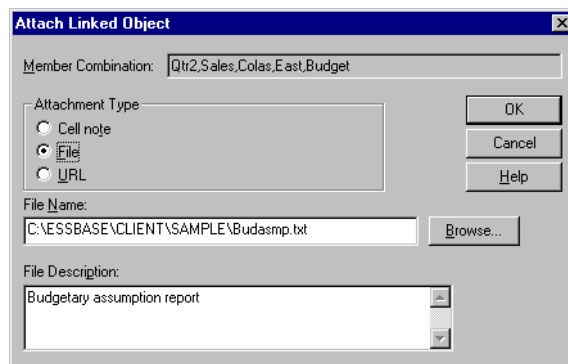 Attach Linked Object
Member Combination: Qtr2,Sales,Colas,East,Budget
Attachment Type
Cell note
File
URL
OK
Cancel
Help
File Name:
C:\ESSBASE\CLIENT\SAMPLE\Budasmp.txt
Browse...
File Description:
Budgetary assumption report